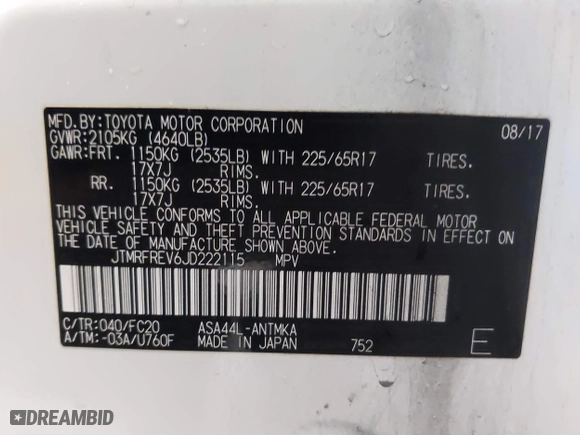 MFD.BY:TOYOTA MOTOR CORPORATION 08/17
GVWR:2105KG (4640LB)
GAWR:FRT. 1150KG (2535LB) WITH 225/65R17 TIRES.
17X7J RIMS.
RR. 1150KG (2535LB) WITH 225/65R17 TIRES.
17X7J RIMS.
THIS VEHICLE CONFORMS TO ALL APPLICABLE FEDERAL MOTOR
VEHICLE SAFETY AND THEFT PREVENTION STANDARDS IN EFFECT ON
THE DATE OF MANUFACTURE SHOWN ABOVE.
JTMRFREV6JD222115 MPV
C/TR:040/FC20 ASA44L-ANTMKA
A/TM:-03A/U760F MADE IN JAPAN 752 E
DREAMBID